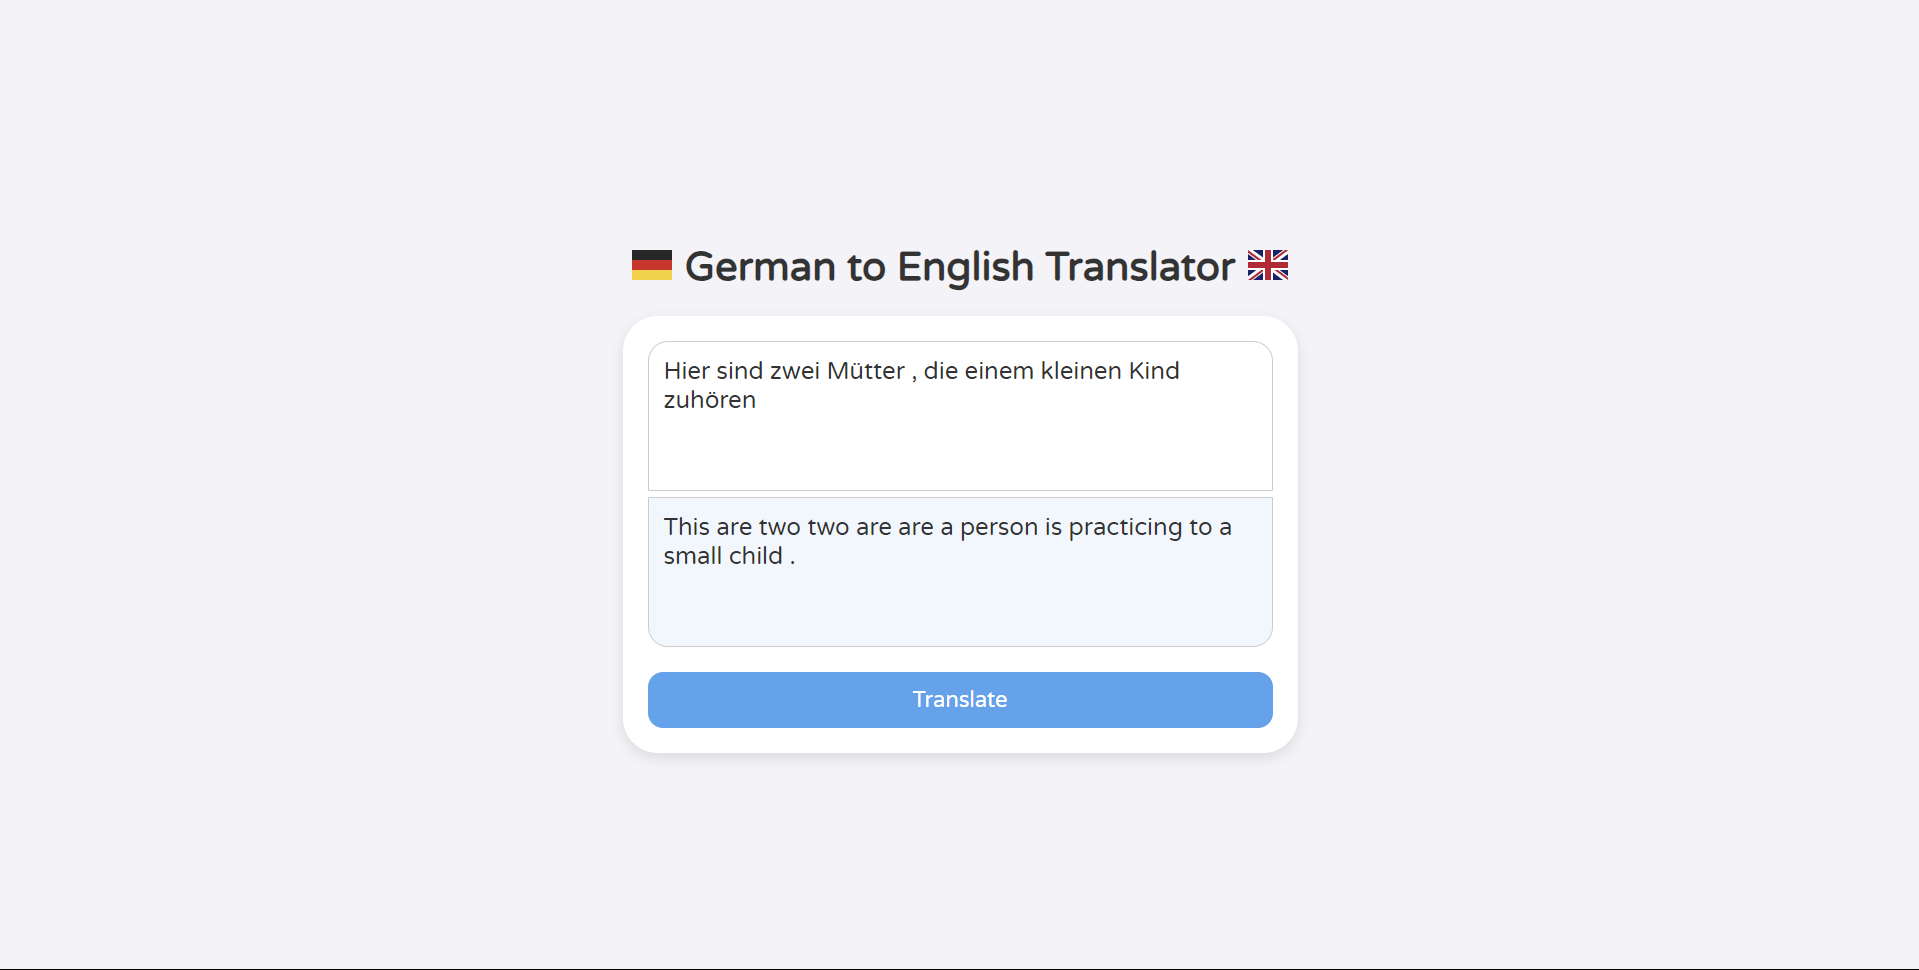 German to English Translator
Hier sind zwei Mütter , die einem kleinen Kind
zuhören
This are two two are are a person is practicing to a
small child .
Translate